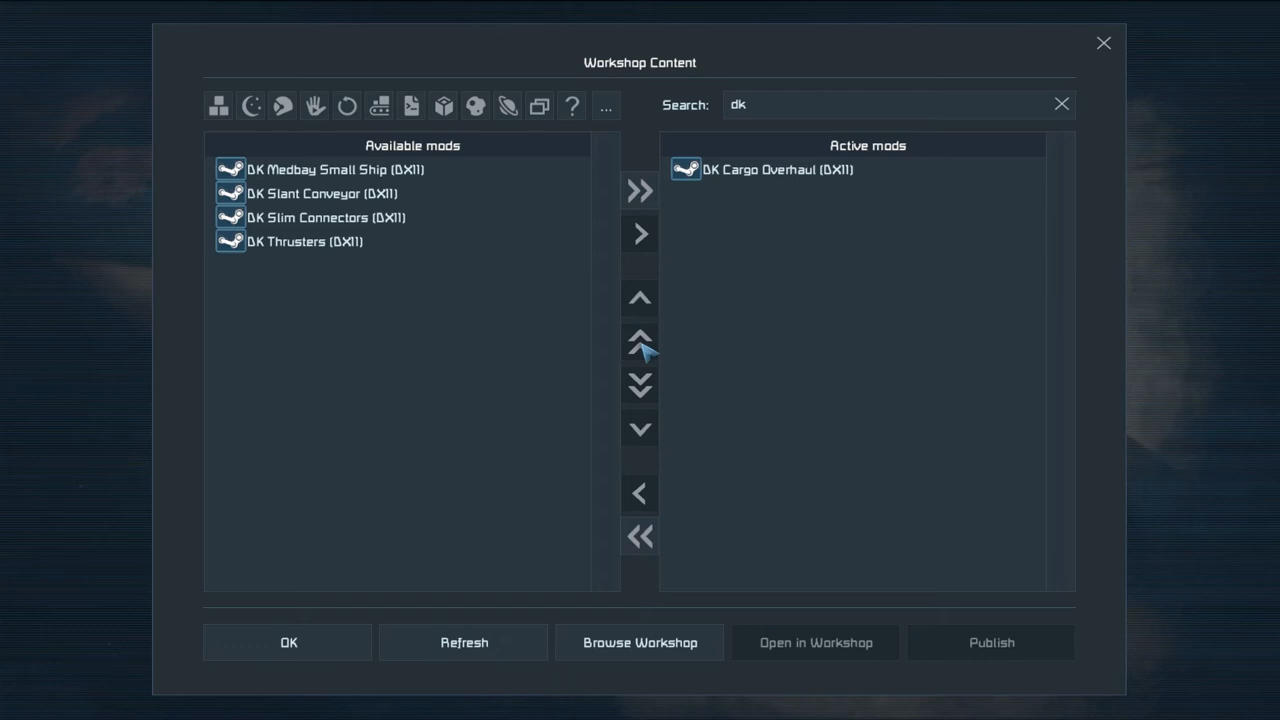 Workshop Content
...
Search: dk
Available mods
DK Medbay Small Ship (DX11)
DK Slant Conveyor (DX11)
DK Slim Connectors (DX11)
DK Thrusters (DX11)
Active mods
DK Cargo Overhaul (DX11)
OK
Refresh
Browse Workshop
Open in Workshop
Publish